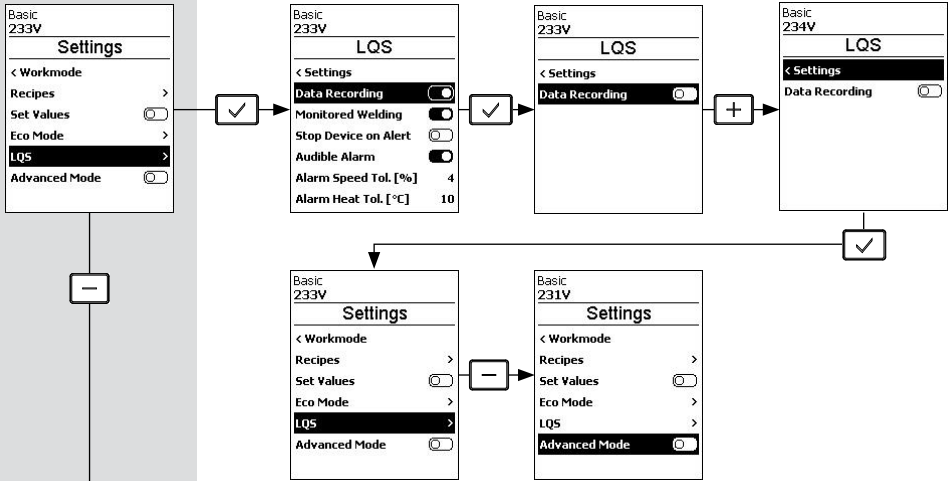 Basic
233V
Settings
< Workmode
Recipes >
Set Values
Eco Mode >
LQS >
Advanced Mode
Basic
233V
LQS
< Settings
Data Recording
Monitored Welding
Stop Device on Alert
Audible Alarm
Alarm Speed Tol. [%] 4
Alarm Heat Tol. [°C] 10
Basic
233V
LQS
< Settings
Data Recording
Basic
234V
LQS
< Settings
Data Recording
Basic
233V
Settings
< Workmode
Recipes >
Set Values
Eco Mode >
LQS >
Advanced Mode
Basic
231V
Settings
< Workmode
Recipes >
Set Values
Eco Mode >
LQS >
Advanced Mode